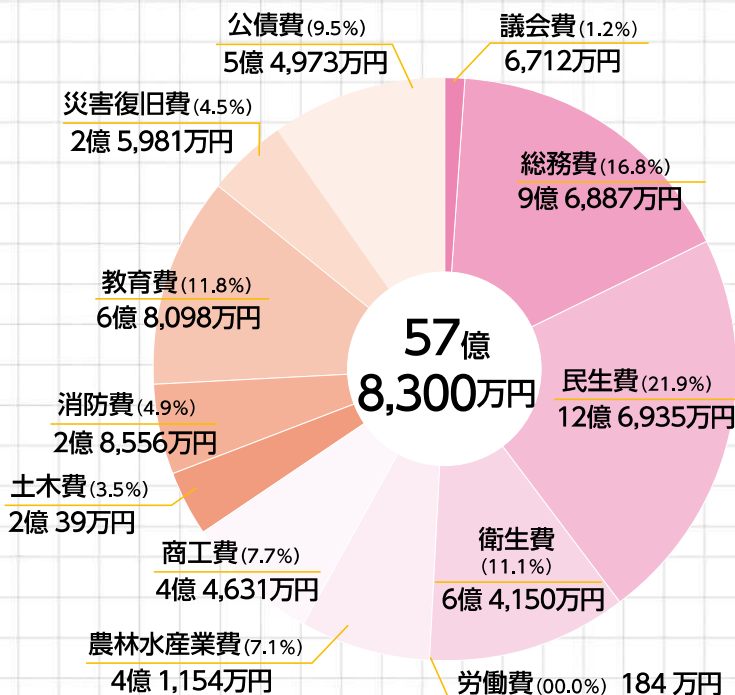 公債費(9.5%)
5億 4,973万円
議会費(1.2%)
6,712万円
災害復旧費(4.5%)
2億 5,981万円
総務費(16.8%)
9億 6,887万円
教育費(11.8%)
6億 8,098万円
57億
8,300万円
民生費(21.9%)
12億 6,935万円
消防費(4.9%)
2億 8,556万円
土木費(3.5%)
2億 39万円
商工費(7.7%)
4億 4,631万円
衛生費
(11.1%)
6億 4,150万円
農林水産業費(7.1%)
4億 1,154万円
労働費(00.0%) 184 万円